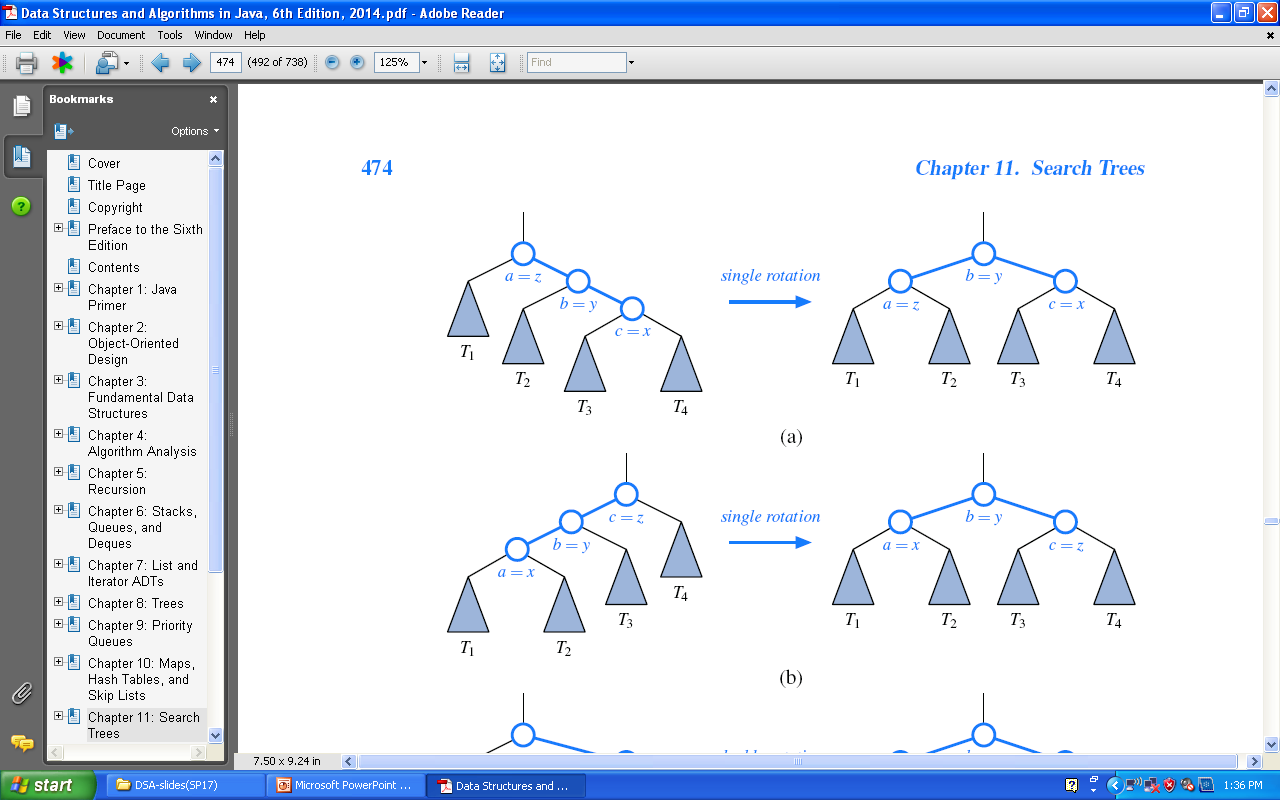 Data Structures and Algorithms in Java, 6th Edition, 2014.pdf - Adobe Reader
File Edit View Document Tools Window Help
474 (492 of 738) 125% Find
Bookmarks
Options
Cover
Title Page
Copyright
Preface to the Sixth
Edition
Contents
Chapter 1: Java
Primer
Chapter 2:
Object-Oriented
Design
Chapter 3:
Fundamental Data
Structures
Chapter 4:
Algorithm Analysis
Chapter 5:
Recursion
Chapter 6: Stacks,
Queues, and
Deques
Chapter 7: List and
Iterator ADTs
Chapter 8: Trees
Chapter 9: Priority
Queues
Chapter 10: Maps,
Hash Tables, and
Skip Lists
Chapter 11: Search
Trees
474 Chapter 11. Search Trees
a = z
b = y
c = x
T1
T2
T3
T4
single rotation
b = y
a = z
c = x
T1
T2
T3
T4
(a)
c = z
b = y
a = x
T4
T3
T1
T2
single rotation
b = y
a = x
c = z
T1
T2
T3
T4
(b)
7.50 x 9.24 in
start
DSA-slides(SP17)
Microsoft PowerPoint ...
Data Structures and ...
1:36 PM